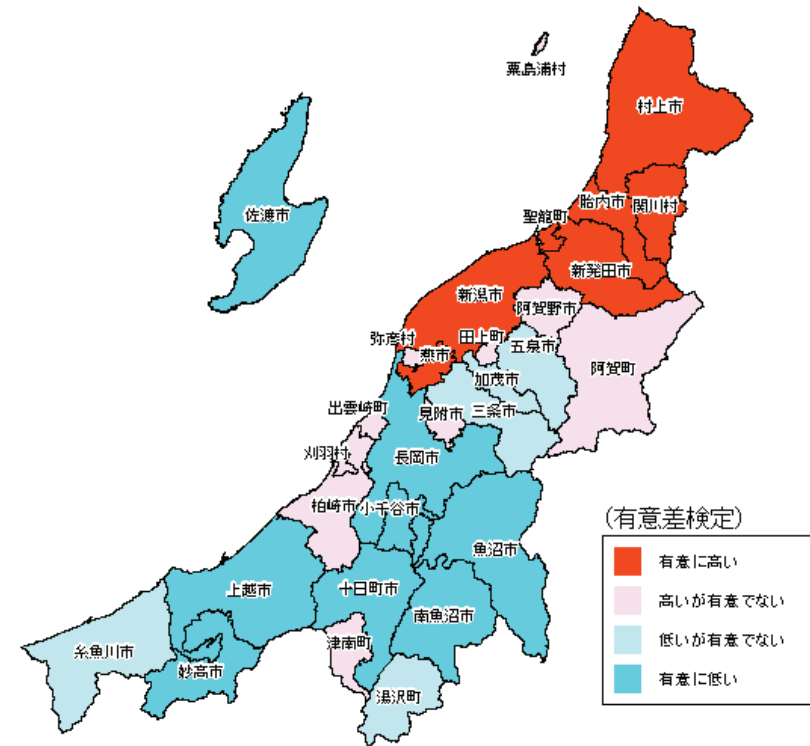 粟島浦村
村上市
佐渡市
胎内市
関川村
聖籠町
新発田市
新潟市
阿賀野市
弥彦村
燕市
田上町
五泉市
阿賀町
加茂市
出雲崎町
見附市
三条市
刈羽村
長岡市
柏崎市
小千谷市
魚沼市
上越市
十日町市
南魚沼市
津南町
糸魚川市
妙高市
湯沢町
(有意差検定)
有意に高い
高いが有意でない
低いが有意でない
有意に低い